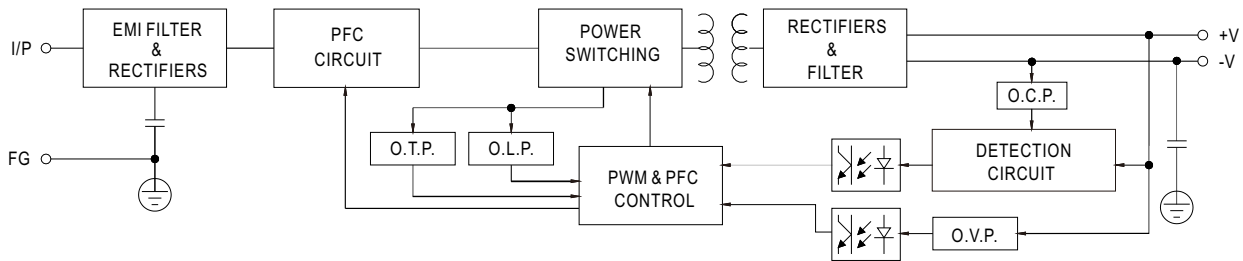 I/P
EMI FILTER
&
RECTIFIERS
PFC
CIRCUIT
POWER
SWITCHING
RECTIFIERS
&
FILTER
+V
-V
O.C.P.
FG
O.T.P.
O.L.P.
PWM & PFC
CONTROL
DETECTION
CIRCUIT
O.V.P.